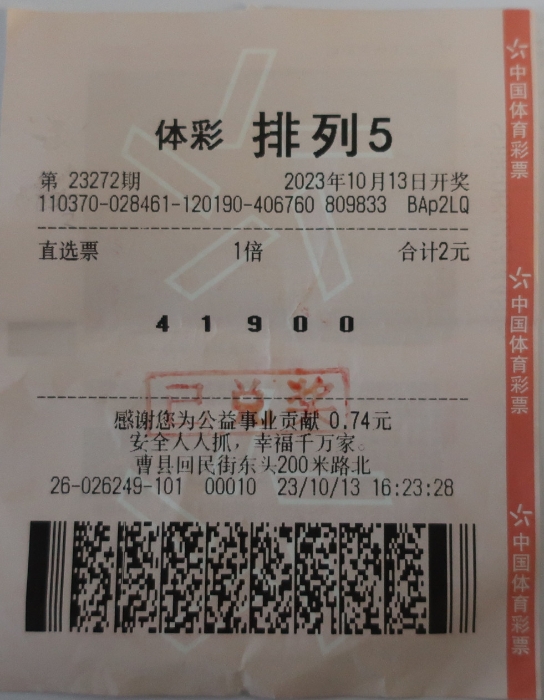 体彩 排列5
第 23272期 2023年10月13日开奖
110370-028461-120190-406760 809833 BAp2LQ
直选票 1倍 合计2元
4 1 9 0 0
已兑奖
感谢您为公益事业贡献 0.74元
安全人人抓，幸福千万家。
曹县回民街东头200米路北
26-026249-101 00010 23/10/13 16:23:28
中国体育彩票
中国体育彩票
中国体育彩票